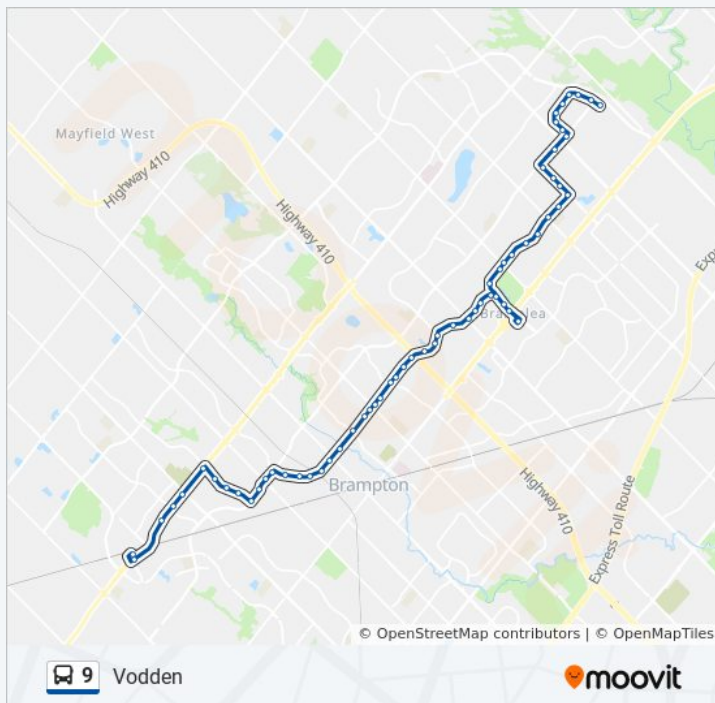 Mayfield West
Highway 410
Highway 410
Bramalea
Brampton
Highway 410
Express Toll Route
© OpenStreetMap contributors | © OpenMapTiles
9 Vodden
moovit